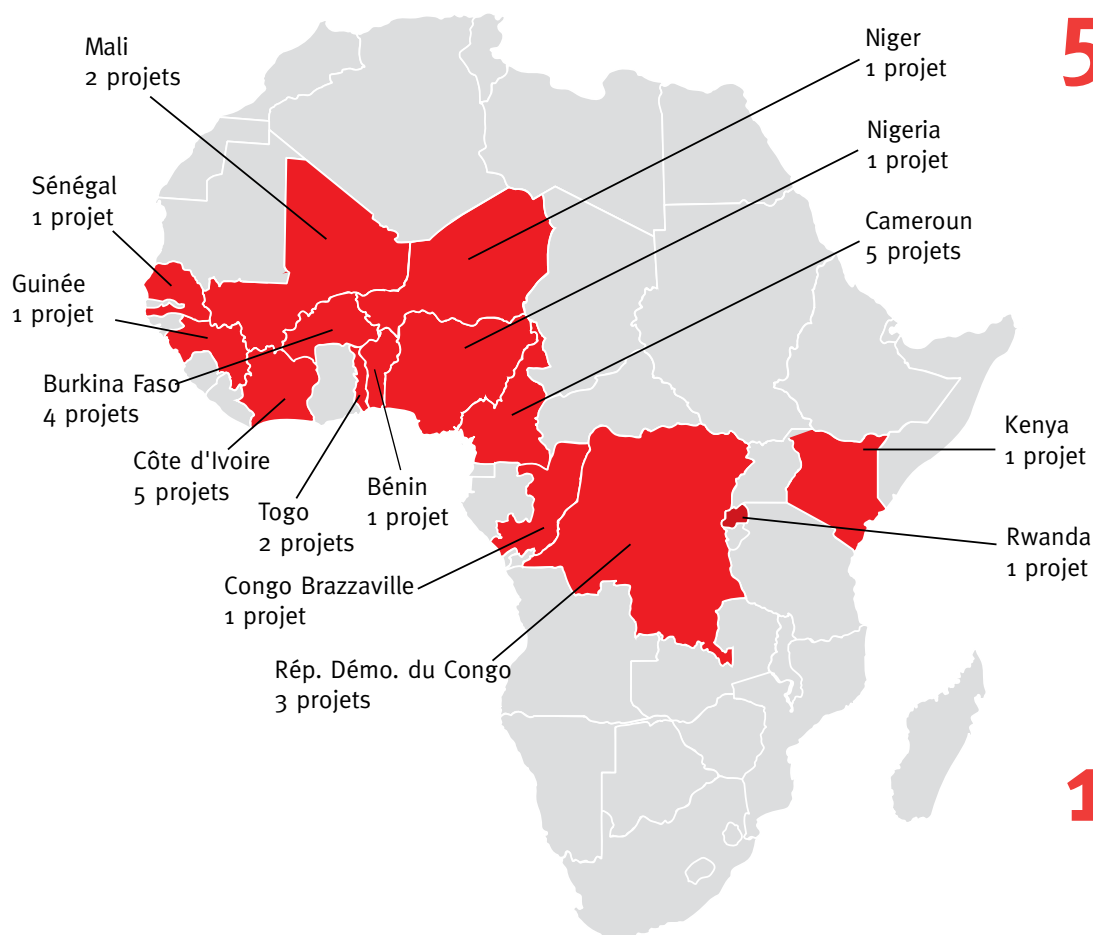 Mali
2 projets
Sénégal
1 projet
Guinée
1 projet
Burkina Faso
4 projets
Côte d'Ivoire
5 projets
Togo
2 projets
Bénin
1 projet
Congo Brazzaville
1 projet
Rép. Démo. du Congo
3 projets
Niger
1 projet
Nigeria
1 projet
Cameroun
5 projets
Kenya
1 projet
Rwanda
1 projet
5
1